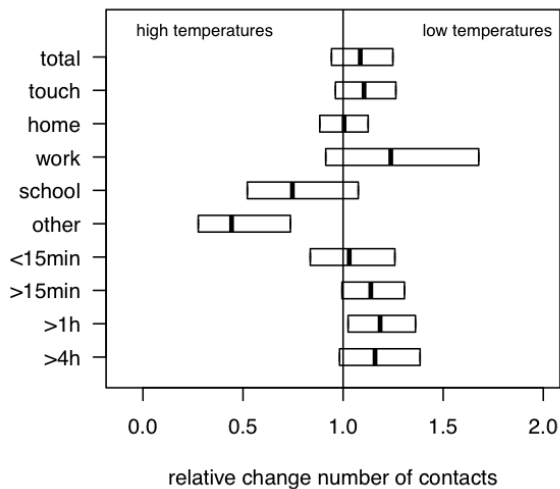 high temperatures low temperatures
total
touch
home
work
school
other
<15min
>15min
>1h
>4h
0.0 0.5 1.0 1.5 2.0
relative change number of contacts